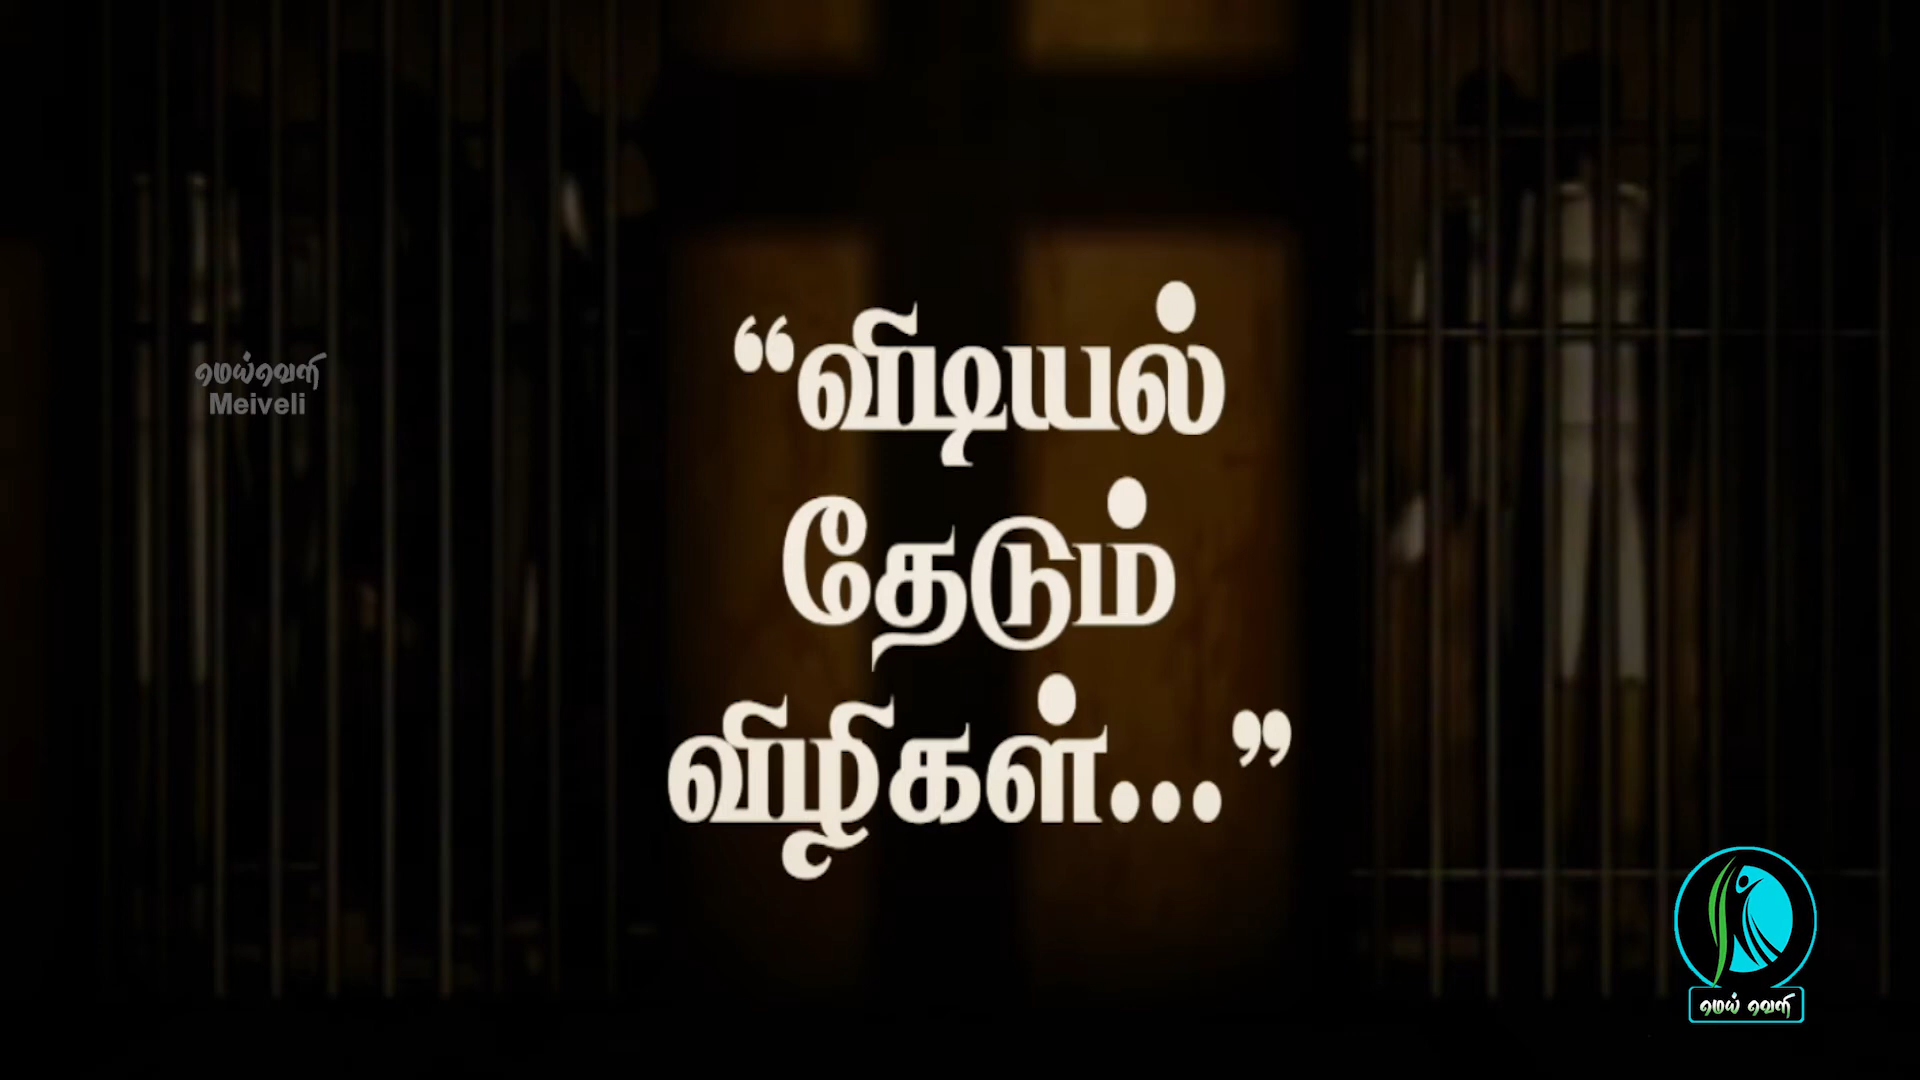 “விடியல்
தேடும்
விழிகள்...”
மெய்வெளி
Meiveli
மெய் வெளி